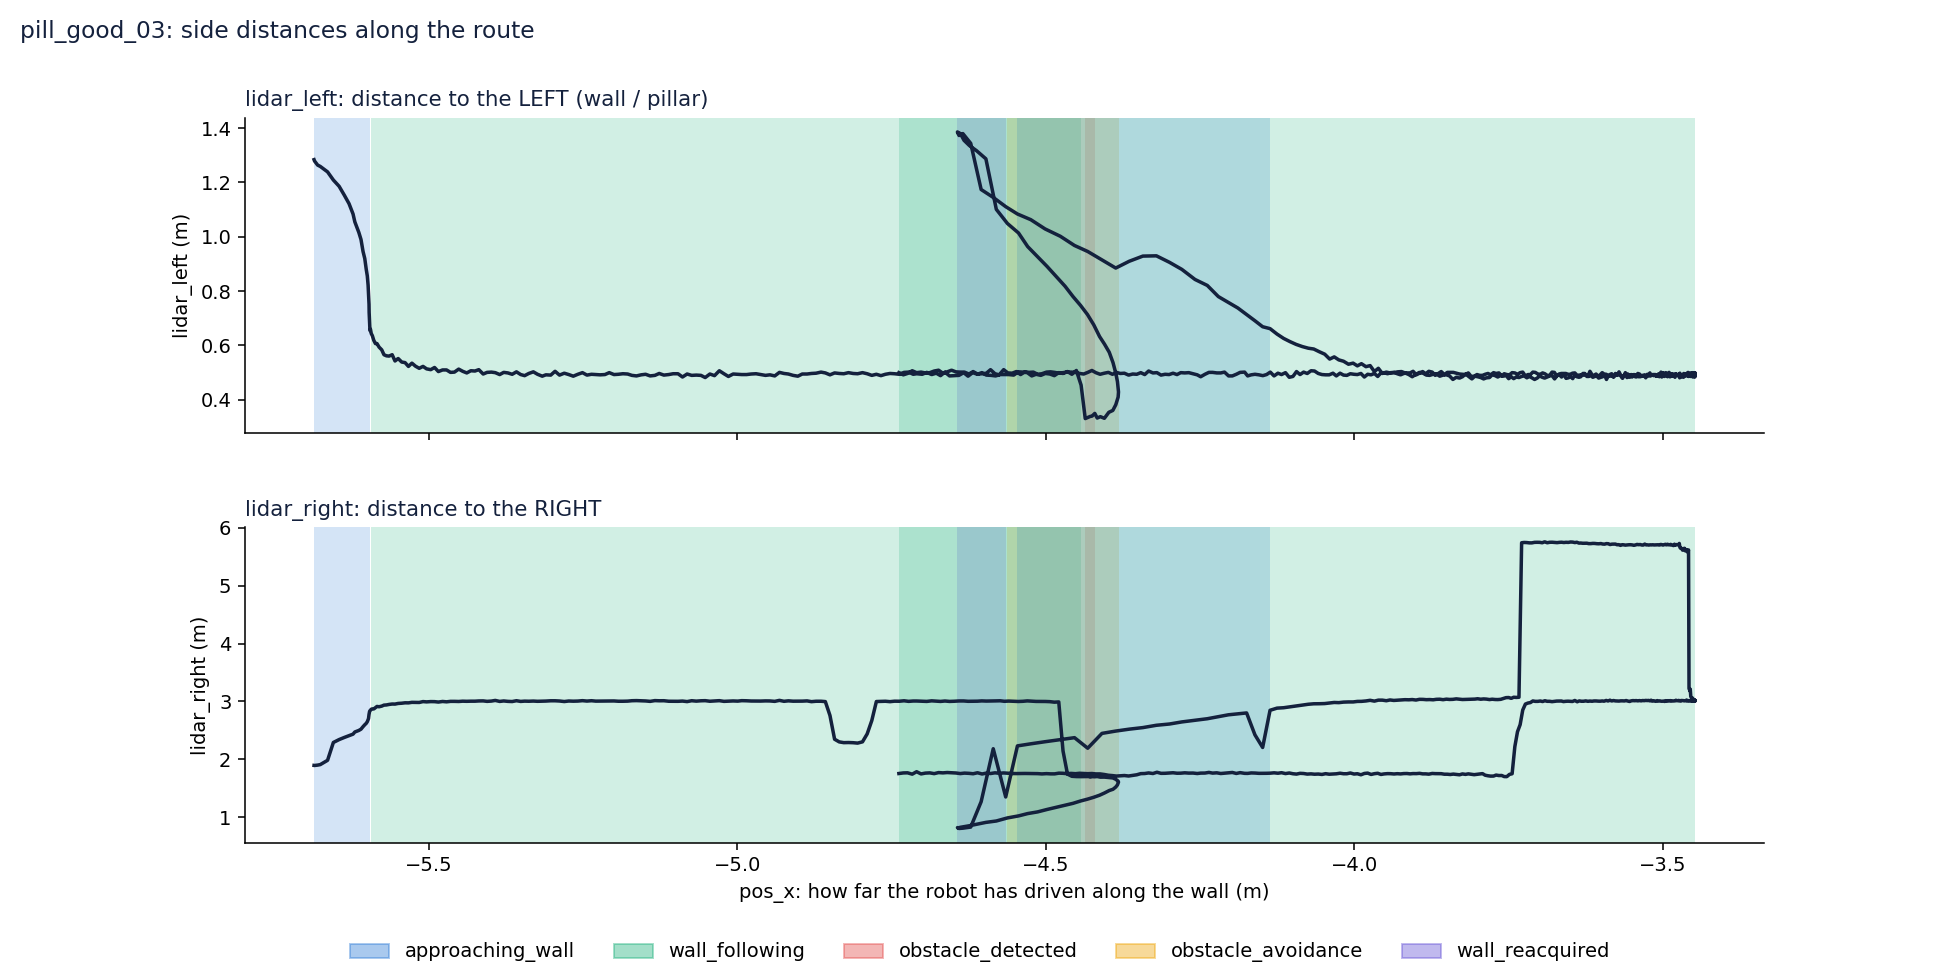 pill_good_03: side distances along the route
lidar_left: distance to the LEFT (wall / pillar)
lidar_left (m)
1.4
1.2
1.0
0.8
0.6
0.4
lidar_right: distance to the RIGHT
lidar_right (m)
6
5
4
3
2
1
−5.5 −5.0 −4.5 −4.0 −3.5
pos_x: how far the robot has driven along the wall (m)
approaching_wall wall_following obstacle_detected obstacle_avoidance wall_reacquired